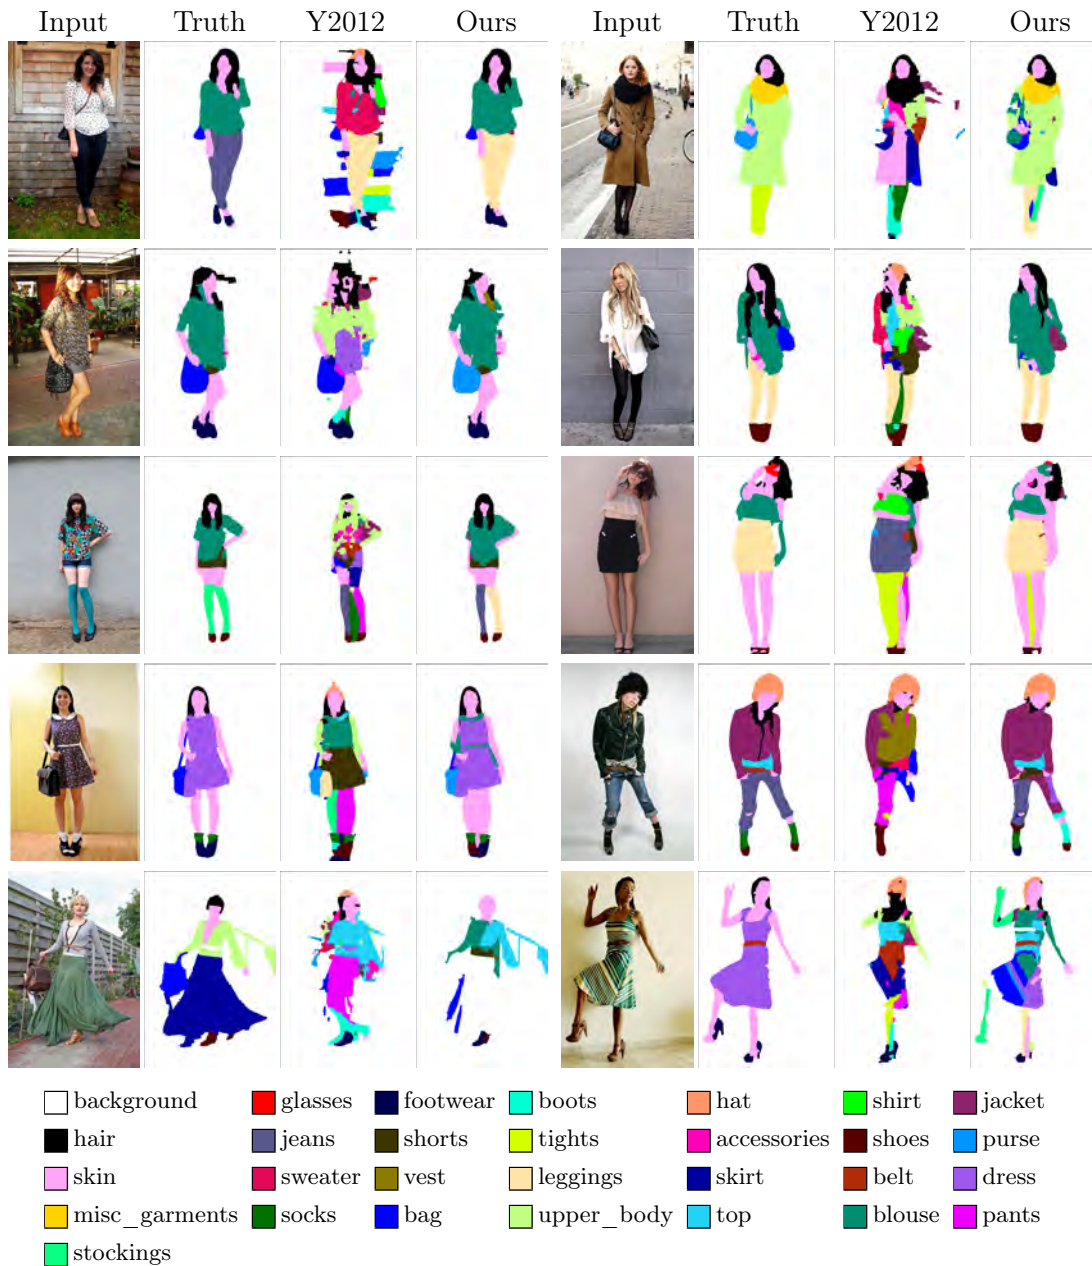 Input Truth Y2012 Ours Input Truth Y2012 Ours
background glasses footwear boots hat shirt jacket
hair jeans shorts tights accessories shoes purse
skin sweater vest leggings skirt belt dress
misc_garments socks bag upper_body top blouse pants
stockings